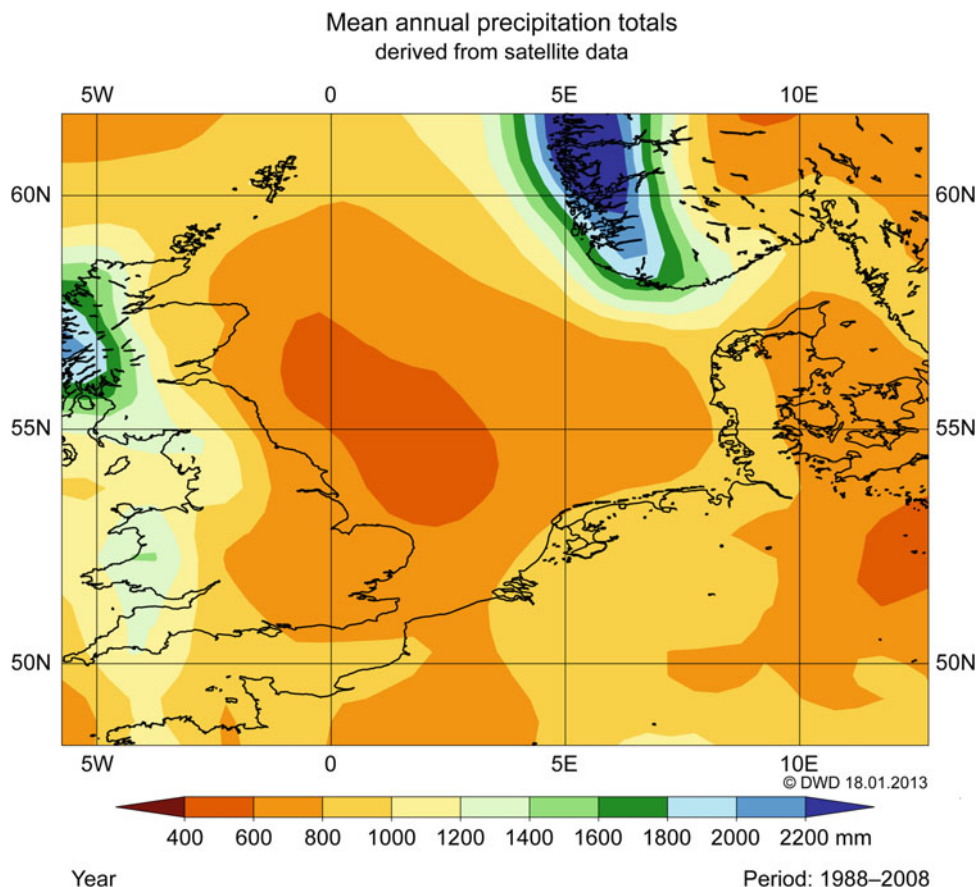 Mean annual precipitation totals
derived from satellite data
5W 0 5E 10E
60N 60N
55N 55N
50N 50N
5W 0 5E 10E
© DWD 18.01.2013
400 600 800 1000 1200 1400 1600 1800 2000 2200 mm
Year Period: 1988–2008